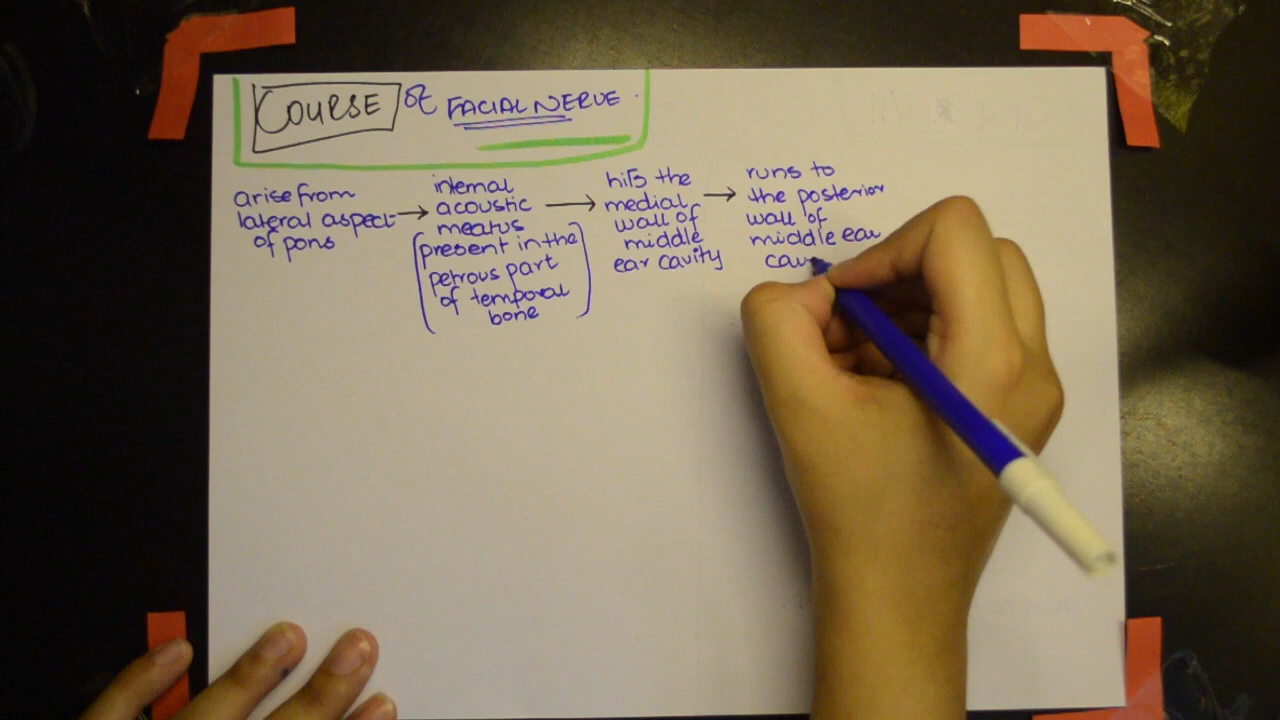 COURSE of FACIAL NERVE
arise from
lateral aspect
of pons
internal
acoustic
meatus
(present in the
petrous part
of temporal
bone)
hits the
medial
wall of
middle
ear cavity
runs to
the posterior
wall of
middle ear
cav